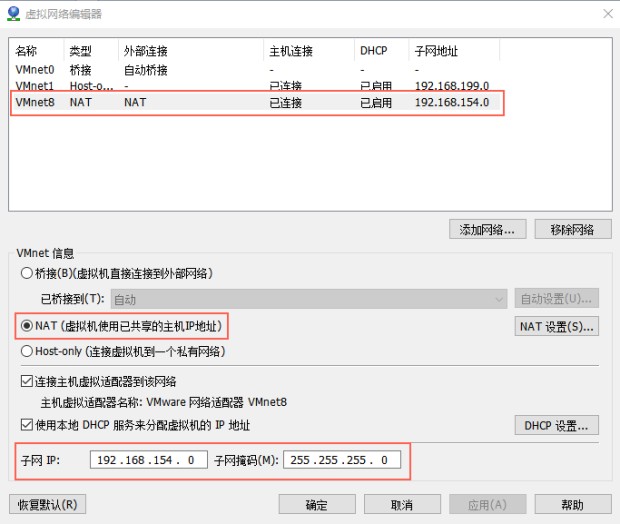 虚拟网络编辑器
名称 类型 外部连接 主机连接 DHCP 子网地址
VMnet0 桥接 自动桥接 - - -
VMnet1 Host-o... - 已连接 已启用 192.168.199.0
VMnet8 NAT NAT 已连接 已启用 192.168.154.0
添加网络... 移除网络
VMnet 信息
桥接(B)(虚拟机直接连接到外部网络)
已桥接到(T): 自动 自动设置(U)...
NAT (虚拟机使用已共享的主机IP地址) NAT 设置(S)...
Host-only (连接虚拟机到一个私有网络)
连接主机虚拟适配器到该网络
主机虚拟适配器名称: VMware 网络适配器 VMnet8
使用本地 DHCP 服务来分配虚拟机的 IP 地址 DHCP 设置...
子网 IP: 192 .168 .154 . 0 子网掩码(M): 255 .255 .255 . 0
恢复默认(R) 确定 取消 应用(A) 帮助